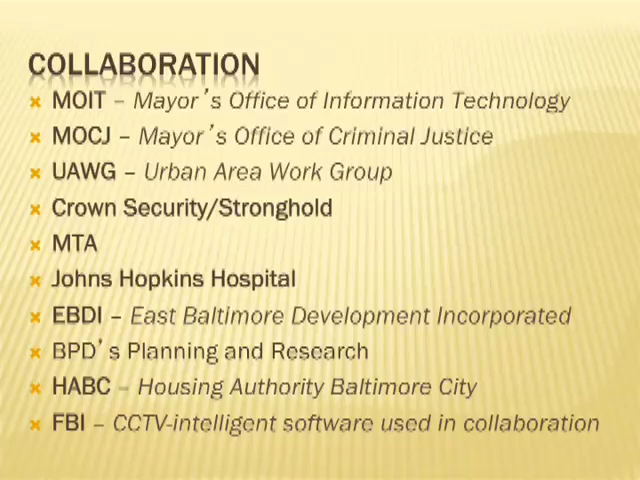 COLLABORATION
MOIT – Mayor's Office of Information Technology
MOCJ – Mayor's Office of Criminal Justice
UAWG – Urban Area Work Group
Crown Security/Stronghold
MTA
Johns Hopkins Hospital
EBDI – East Baltimore Development Incorporated
BPD's Planning and Research
HABC – Housing Authority Baltimore City
FBI – CCTV-intelligent software used in collaboration